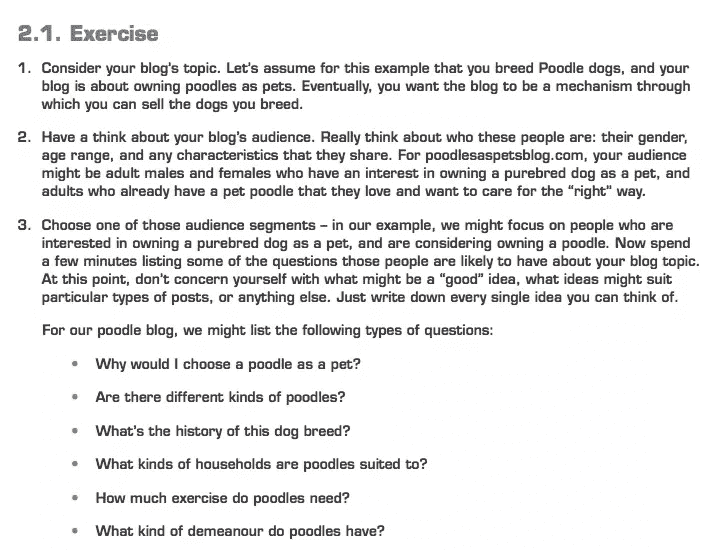 2.1. Exercise
1. Consider your blog's topic. Let's assume for this example that you breed Poodle dogs, and your
blog is about owning poodles as pets. Eventually, you want the blog to be a mechanism through
which you can sell the dogs you breed.
2. Have a think about your blog's audience. Really think about who these people are: their gender,
age range, and any characteristics that they share. For poodlesaspetsblog.com, your audience
might be adult males and females who have an interest in owning a purebred dog as a pet, and
adults who already have a pet poodle that they love and want to care for the "right" way.
3. Choose one of those audience segments – in our example, we might focus on people who are
interested in owning a purebred dog as a pet, and are considering owning a poodle. Now spend
a few minutes listing some of the questions those people are likely to have about your blog topic.
At this point, don't concern yourself with what might be a "good" idea, what ideas might suit
particular types of posts, or anything else. Just write down every single idea you can think of.
For our poodle blog, we might list the following types of questions:
• Why would I choose a poodle as a pet?
• Are there different kinds of poodles?
• What's the history of this dog breed?
• What kinds of households are poodles suited to?
• How much exercise do poodles need?
• What kind of demeanour do poodles have?